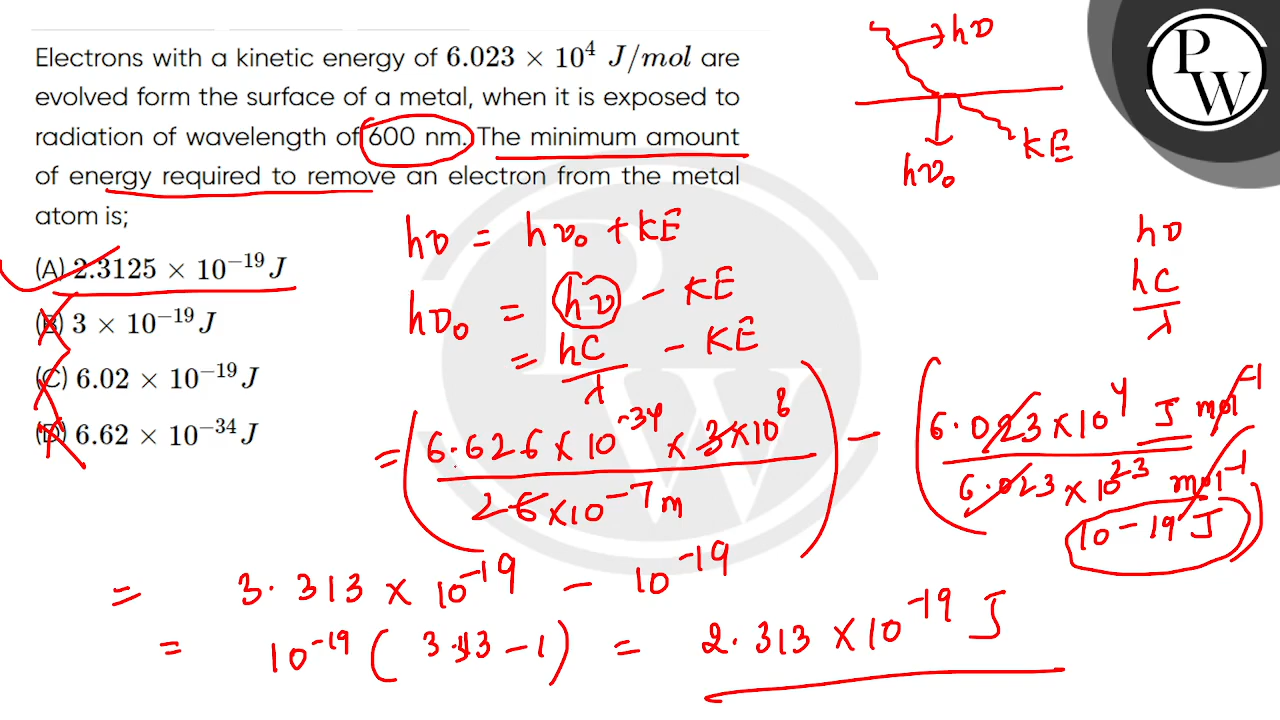 Electrons with a kinetic energy of 6.023 × 10⁴ J/mol are
evolved form the surface of a metal, when it is exposed to
radiation of wavelength of 600 nm. The minimum amount
of energy required to remove an electron from the metal
atom is;
(A) 2.3125 × 10⁻¹⁹ J
(B) 3 × 10⁻¹⁹ J
(C) 6.02 × 10⁻¹⁹ J
(D) 6.62 × 10⁻³⁴ J
hν
KE
hν₀
P
W
hν = hν₀ + KE
hν₀ = hν − KE
= hC/λ − KE
hν
hC/λ
= (6.626 × 10⁻³⁴ × 3 × 10⁸ / 2 6 × 10⁻⁷ m) − (6.023 × 10⁴ J mol⁻¹ / 6.023 × 10²³ mol⁻¹)
10⁻¹⁹ J
= 3.313 × 10⁻¹⁹ − 10⁻¹⁹
= 10⁻¹⁹ (3.313 − 1) = 2.313 × 10⁻¹⁹ J